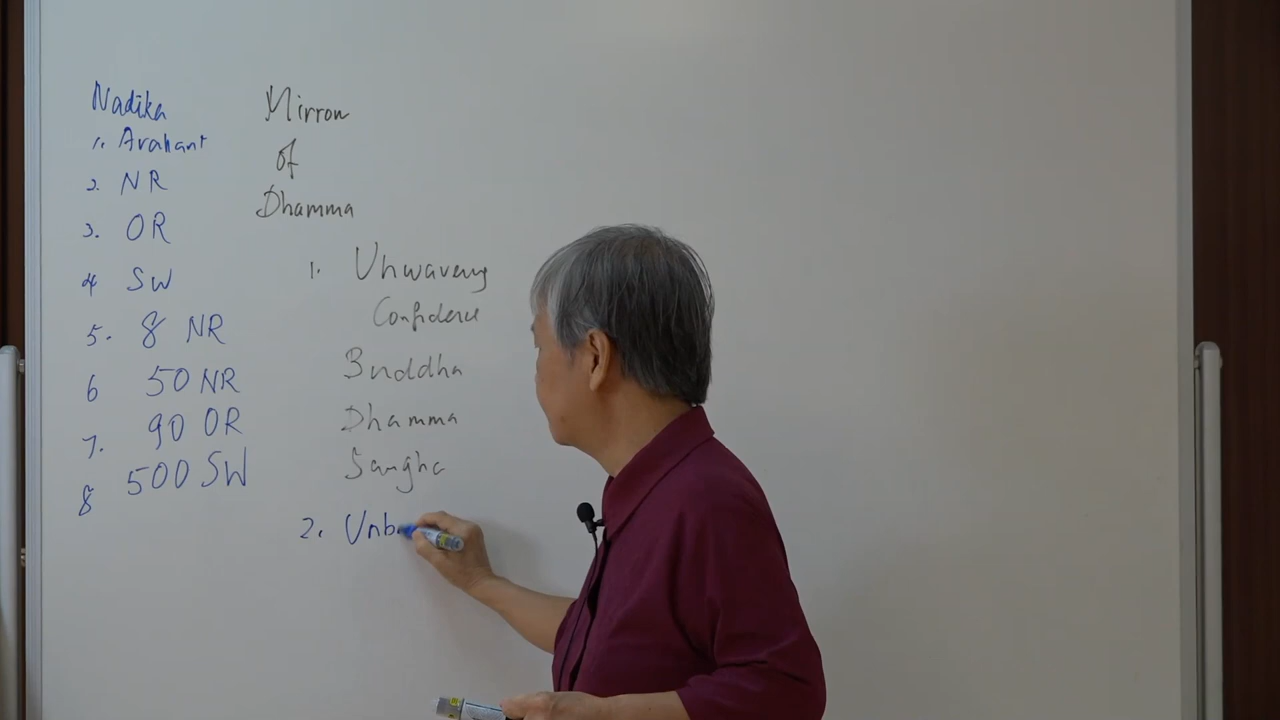 Nadika
1. Arahant
2. NR
3. OR
4 SW
5. 8 NR
6 50 NR
7. 90 OR
8 500 SW
Mirror
of
Dhamma
1. Unwavering
Confidence
Buddha
Dhamma
Sangha
2. Unb